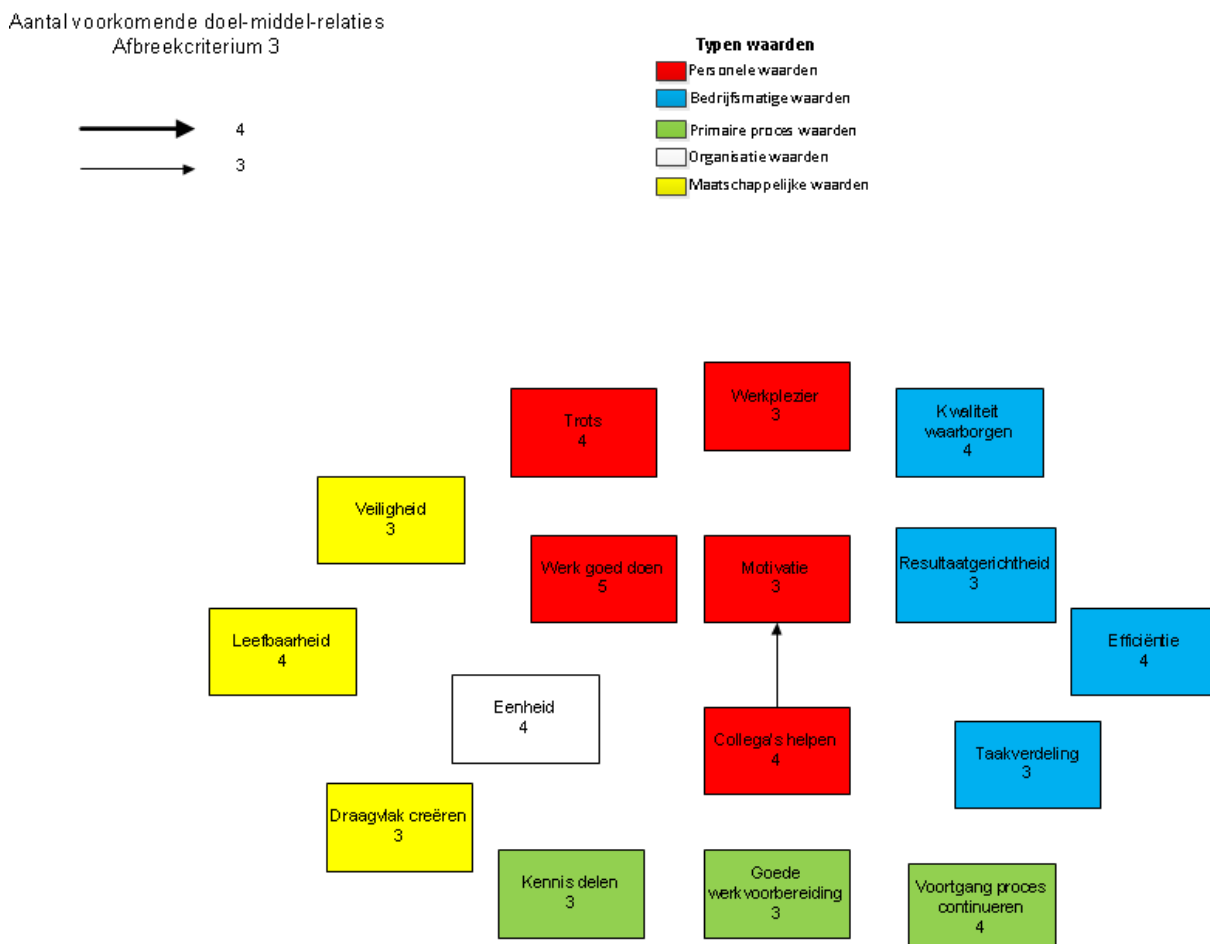 Aantal voorkomende doel-middel-relaties
Afbreekcriterium 3
4
3
Typen waarden
Personele waarden
Bedrijfsmatige waarden
Primaire proces waarden
Organisatie waarden
Maatschappelijke waarden
Werkplezier
3
Trots
4
Kwaliteit
waarborgen
4
Veiligheid
3
Werk goed doen
5
Motivatie
3
Resultaatgerichtheid
3
Leefbaarheid
4
Efficiëntie
4
Eenheid
4
Collega's helpen
4
Taakverdeling
3
Draagvlak creëren
3
Kennis delen
3
Goede
werkvoorbereiding
3
Voortgang proces
continueren
4